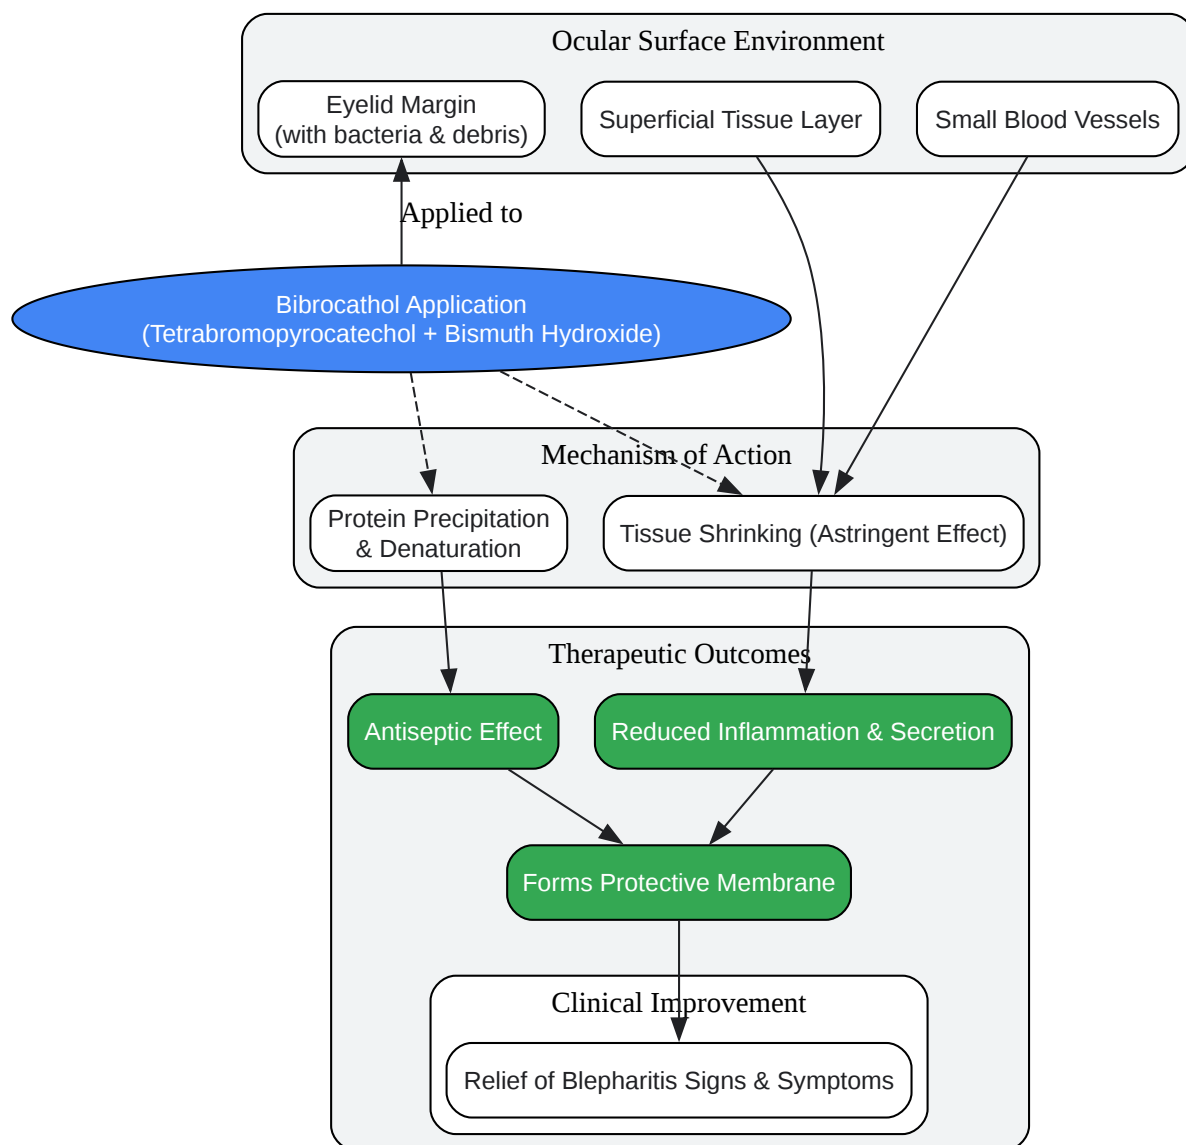 Ocular Surface Environment
Eyelid Margin
(with bacteria & debris)
Superficial Tissue Layer
Small Blood Vessels
Applied to
Bibrocathol Application
(Tetrabromopyrocatechol + Bismuth Hydroxide)
Mechanism of Action
Protein Precipitation
& Denaturation
Tissue Shrinking (Astringent Effect)
Therapeutic Outcomes
Antiseptic Effect
Reduced Inflammation & Secretion
Forms Protective Membrane
Clinical Improvement
Relief of Blepharitis Signs & Symptoms